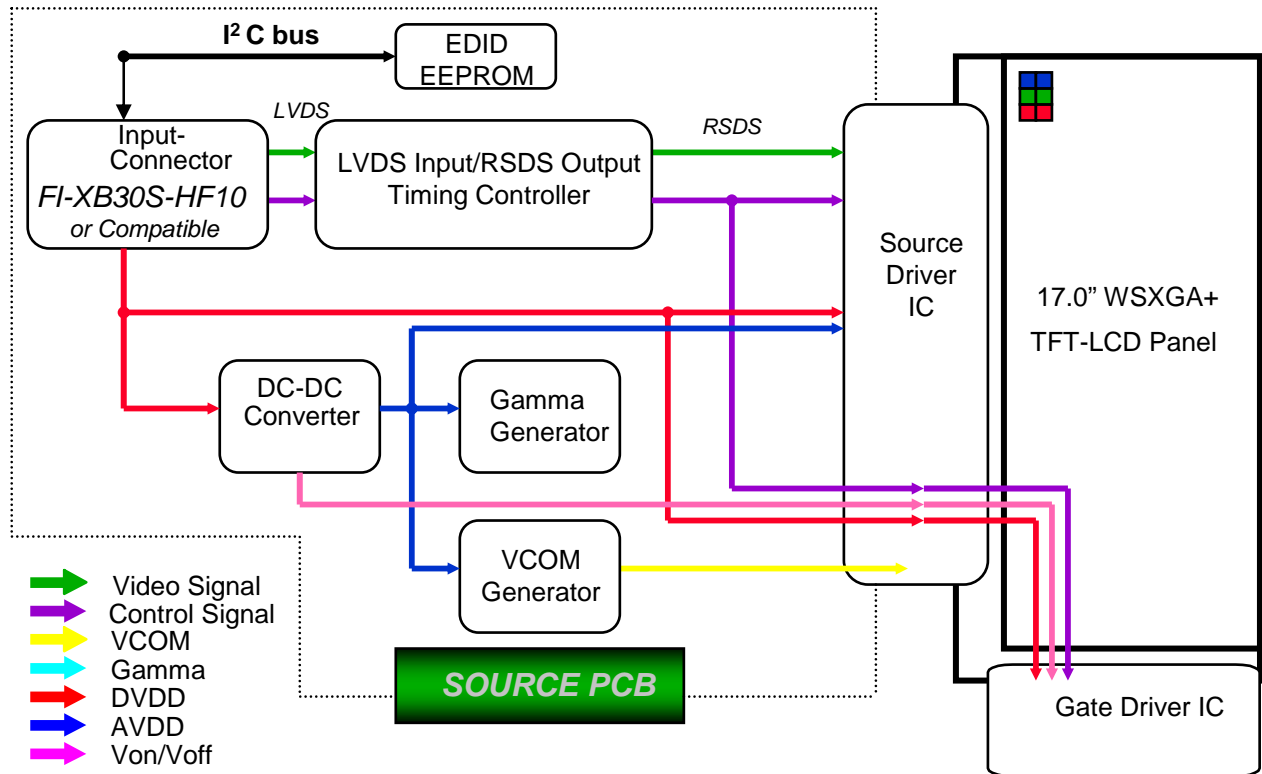 I² C bus
EDID
EEPROM
LVDS
RSDS
Input-
Connector
FI-XB30S-HF10
or Compatible
LVDS Input/RSDS Output
Timing Controller
Source
Driver
IC
17.0” WSXGA+
TFT-LCD Panel
DC-DC
Converter
Gamma
Generator
VCOM
Generator
Video Signal
Control Signal
VCOM
Gamma
DVDD
AVDD
Von/Voff
SOURCE PCB
Gate Driver IC